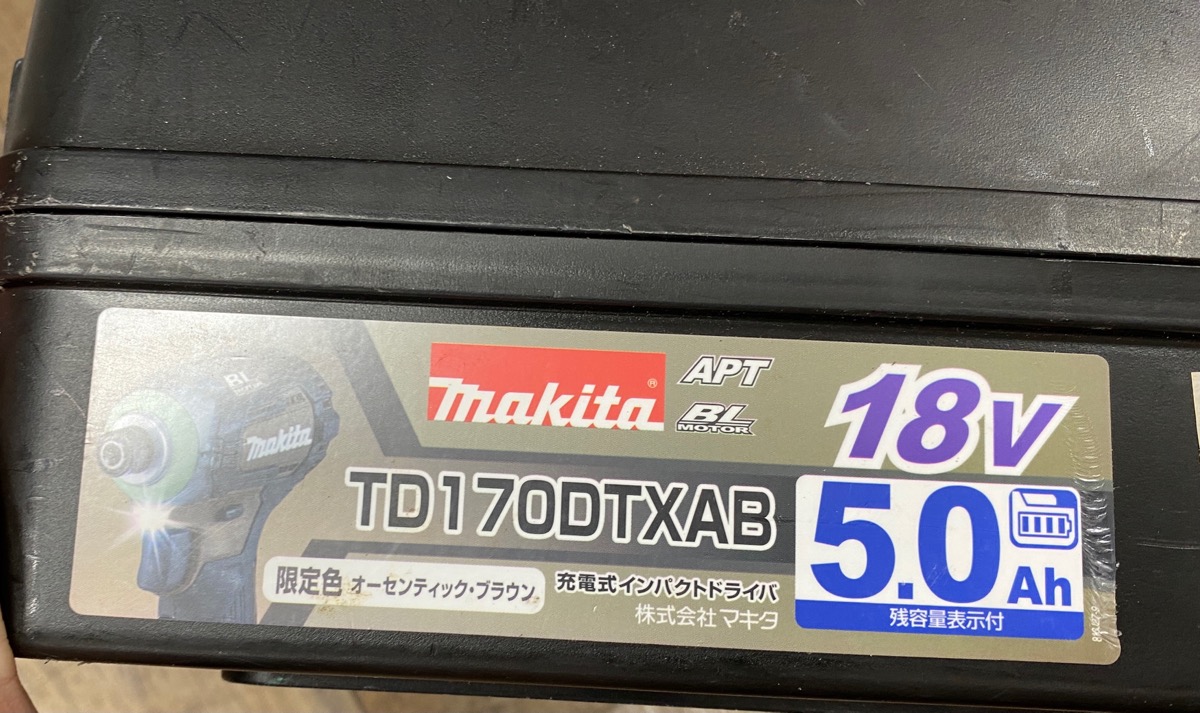 makita®
APT
BL
MOTOR
18V
BL
makita
TD170DTXAB
5.0Ah
限定色 オーセンティック・ブラウン
充電式インパクトドライバ
株式会社 マキタ
残容量表示付